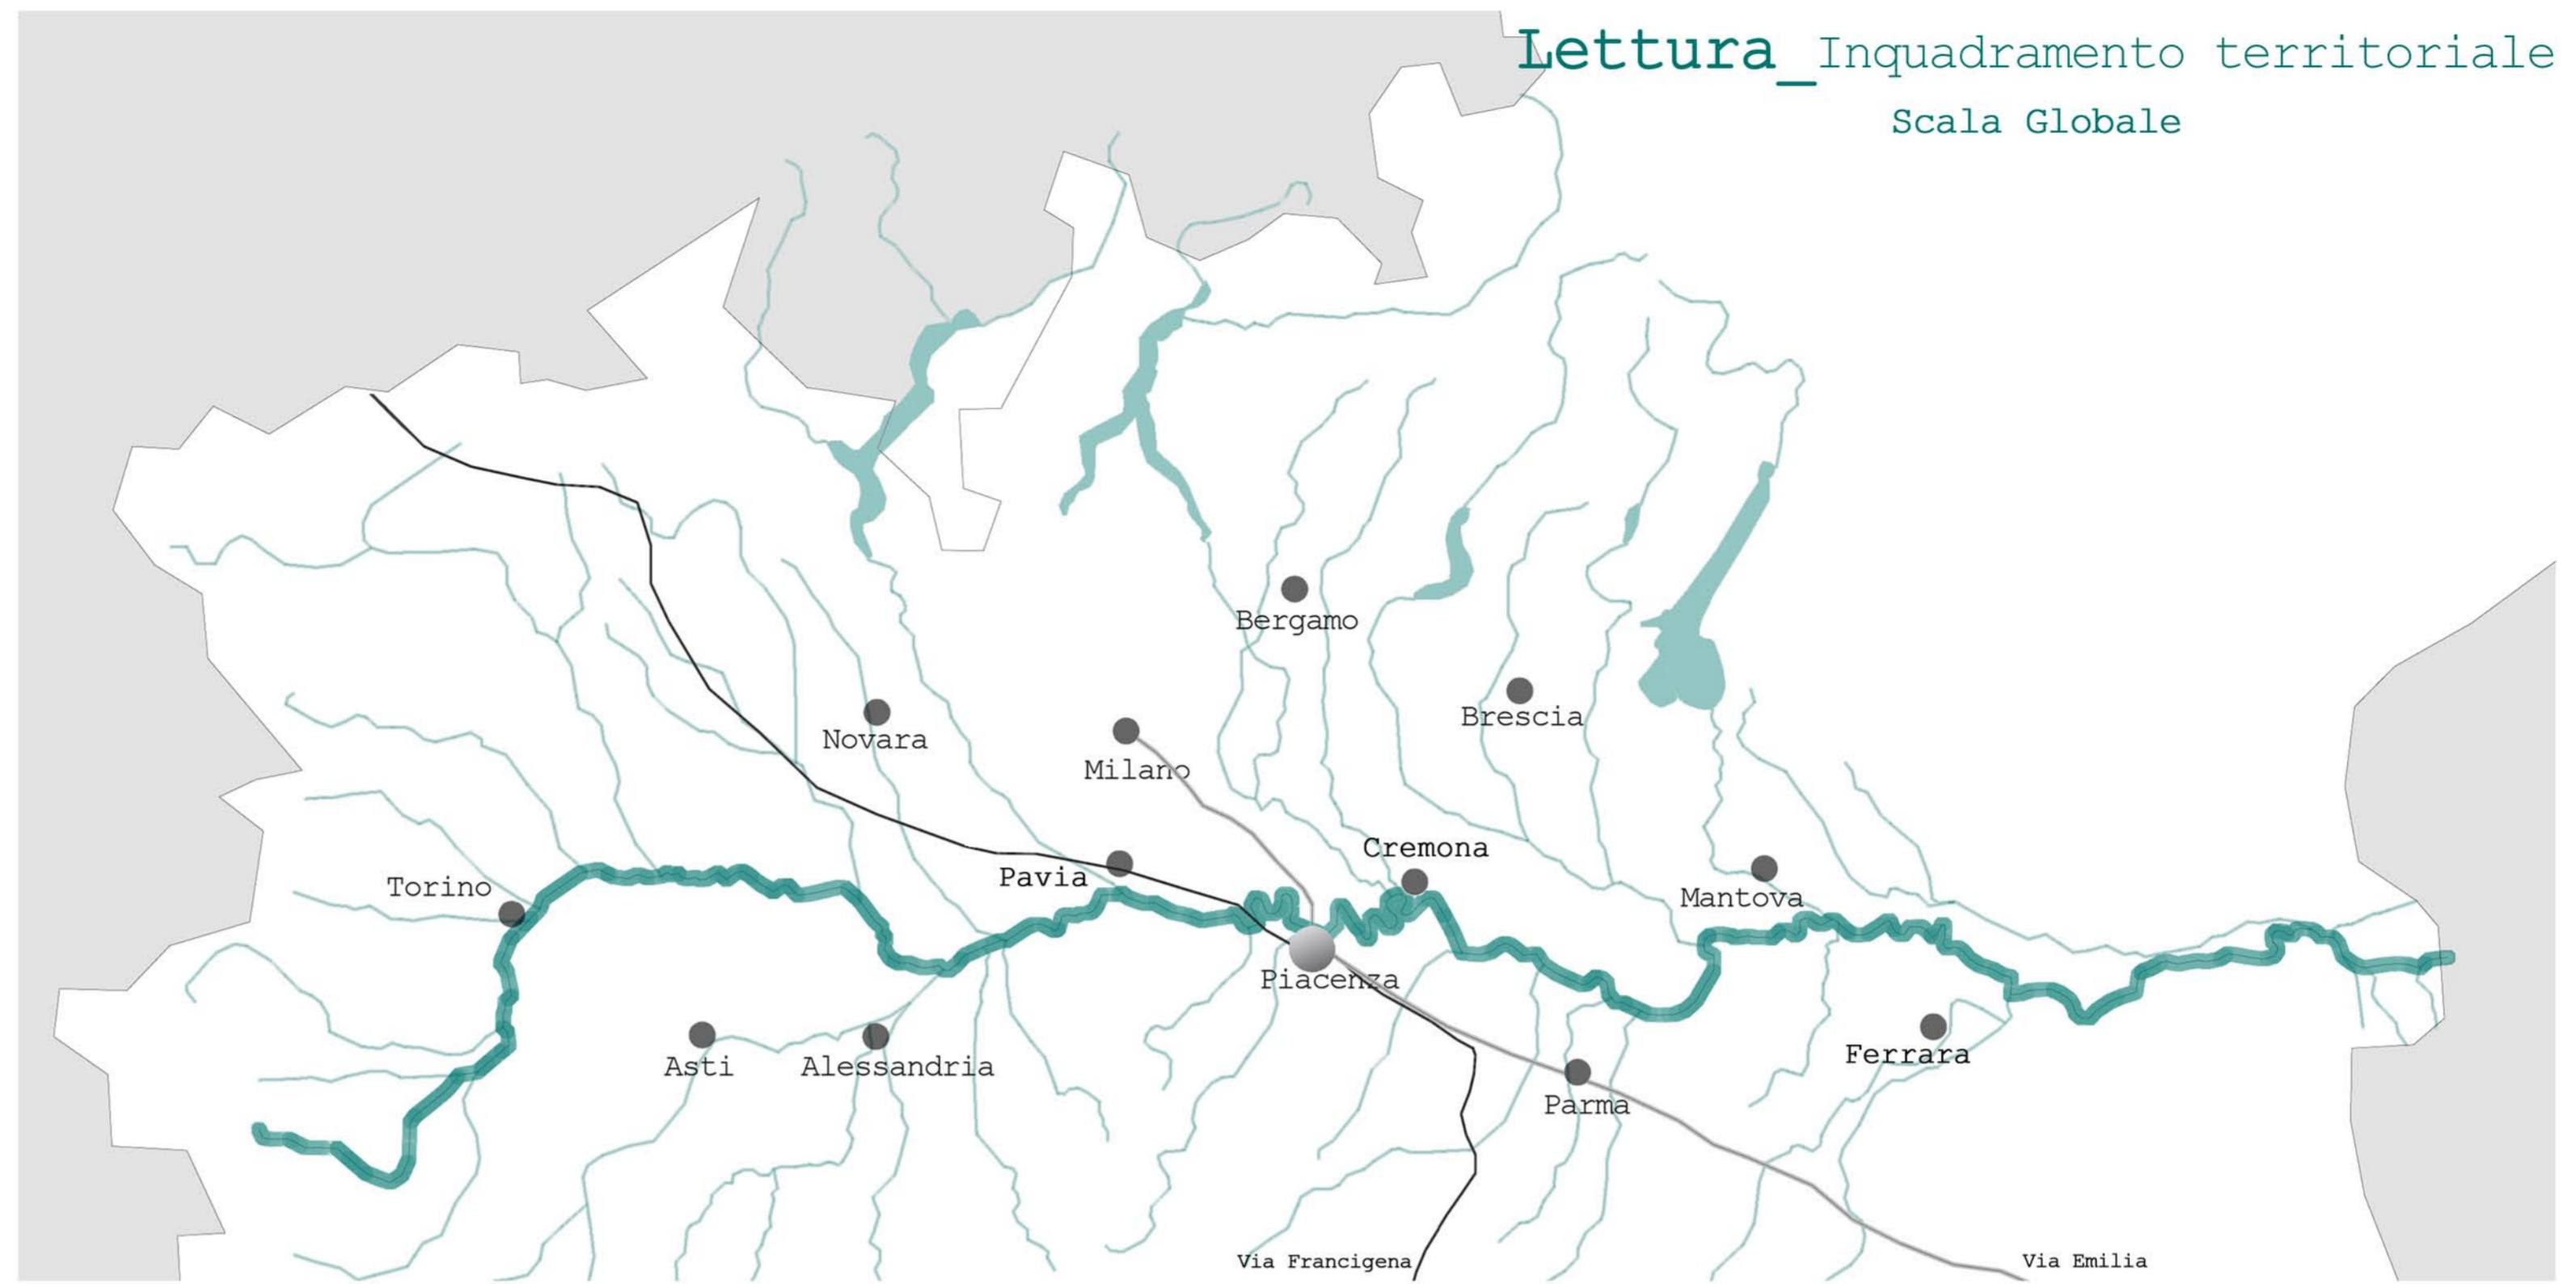 Lettura_Inquadramento territoriale
Scala Globale
Bergamo
Brescia
Novara
Milano
Cremona
Pavia
Torino
Mantova
Piacenza
Ferrara
Asti
Alessandria
Parma
Via Francigena
Via Emilia